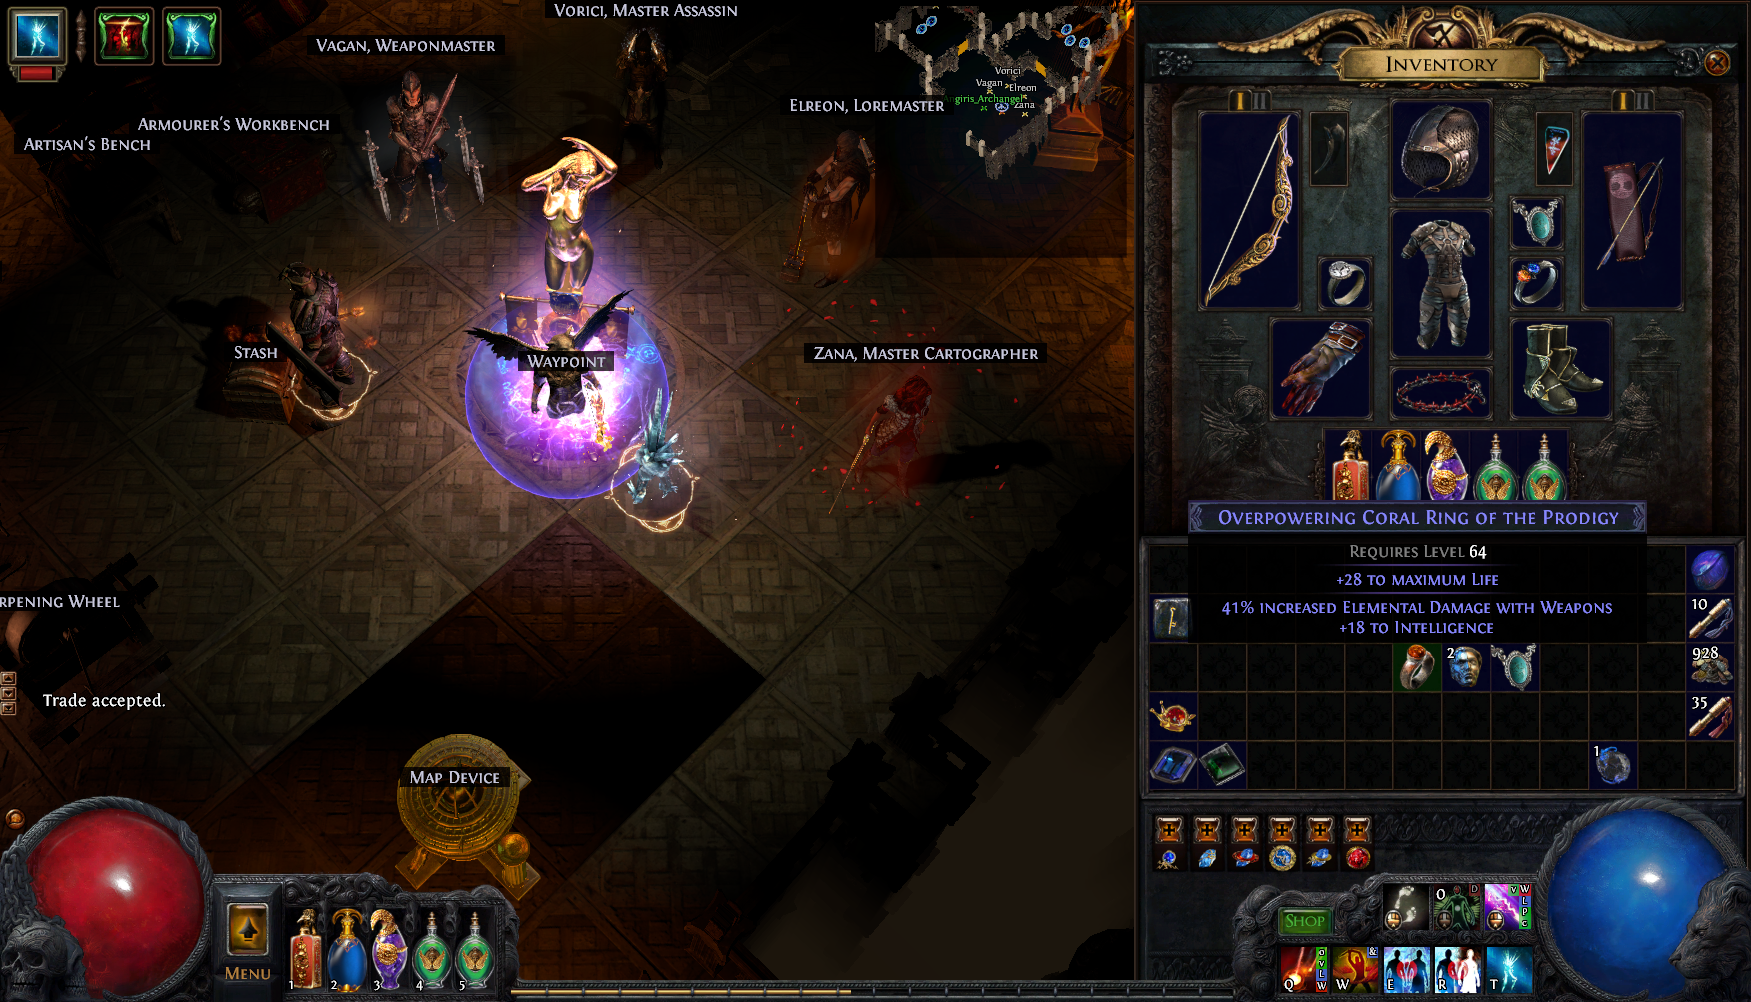 Vorici, Master Assassin
Vagan, Weaponmaster
Elreon, Loremaster
Armourer's Workbench
Artisan's Bench
Vorici
Vagan
Elreon
giris_Archangel
Zana
Inventory
I II
I II
Stash
Waypoint
Zana, Master Cartographer
Overpowering Coral Ring of the Prodigy
Requires Level 64
+28 to maximum Life
41% increased Elemental Damage with Weapons
+18 to Intelligence
rpening Wheel
10
2
928
35
1
Trade accepted.
Map Device
Menu
1 2 3 4 5
Shop
O D
V W L P C
Q O V L W
W &
E
R
T